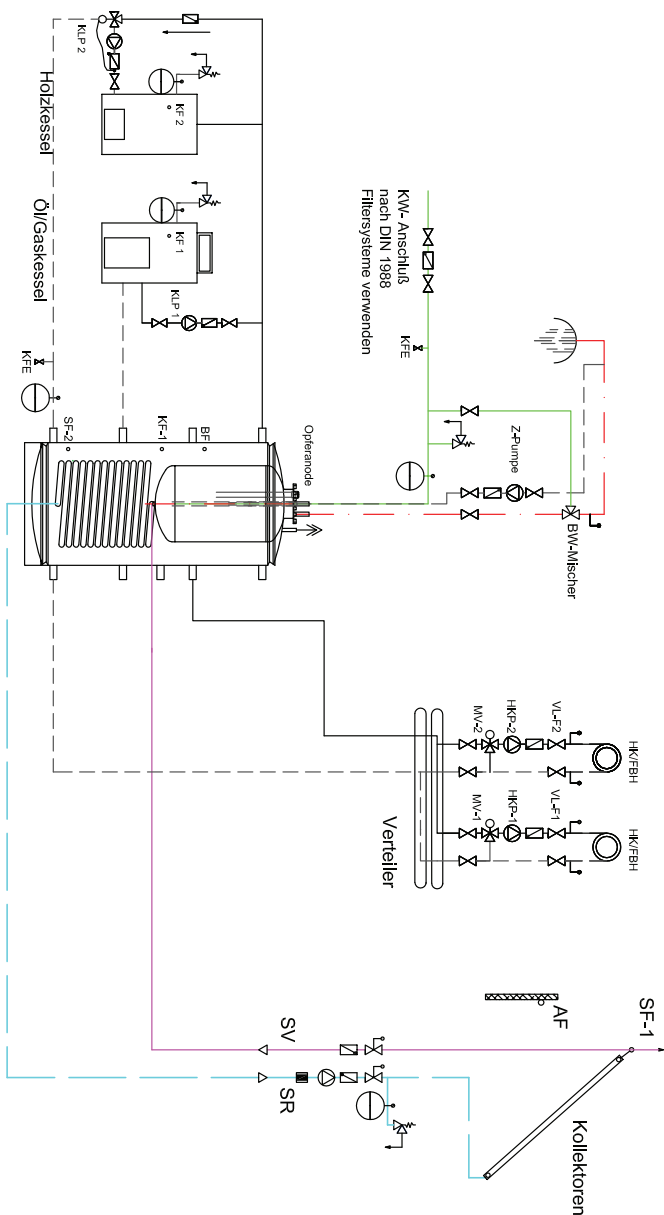 KLP 2
Holzkessel
KF 2
Öl/Gaskessel
KF 1
KLP 1
KFE
SF-2
KF-1
BF
Opferanode
KW- Anschluß
nach DIN 1988
Filtersysteme verwenden
KFE
Z-Pumpe
BW-Mischer
HK/FBH
VL-F2
HKP-2
MV-2
HK/FBH
VL-F1
HKP-1
MV-1
Verteiler
AF
SF-1
SV
SR
Kollektoren